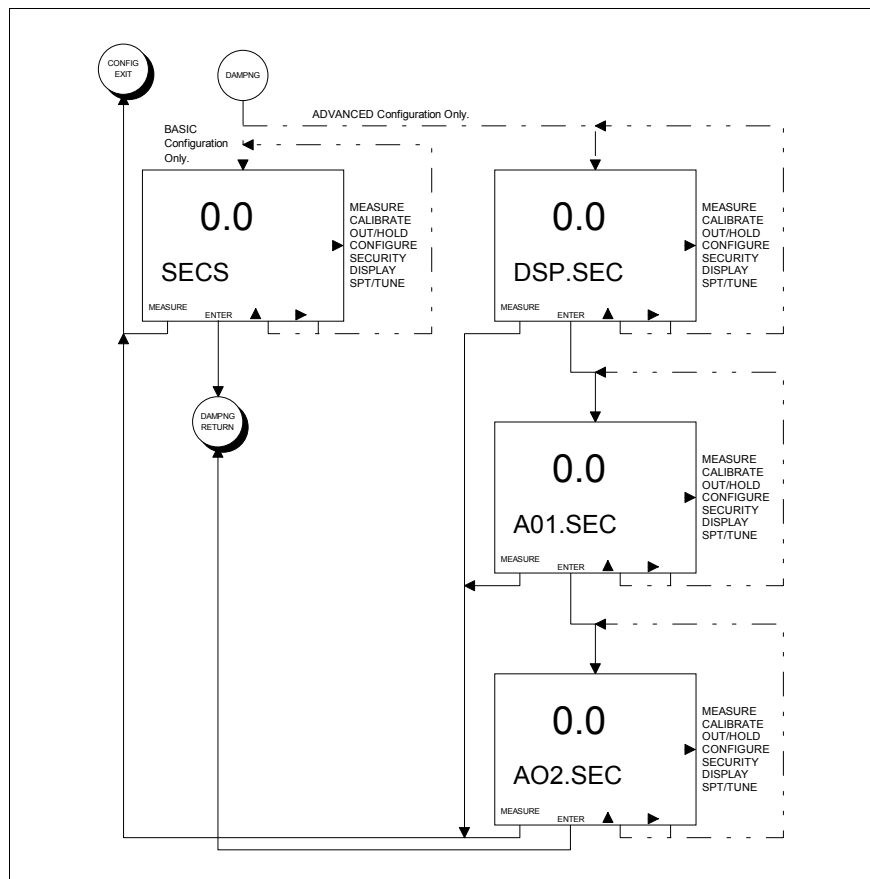 CONFIG
EXIT
DAMPNG
ADVANCED Configuration Only.
BASIC
Configuration
Only.
0.0
SECS
MEASURE
ENTER
MEASURE
CALIBRATE
OUT/HOLD
CONFIGURE
SECURITY
DISPLAY
SPT/TUNE
0.0
DSP.SEC
MEASURE
ENTER
MEASURE
CALIBRATE
OUT/HOLD
CONFIGURE
SECURITY
DISPLAY
SPT/TUNE
DAMPNG
RETURN
0.0
A01.SEC
MEASURE
ENTER
MEASURE
CALIBRATE
OUT/HOLD
CONFIGURE
SECURITY
DISPLAY
SPT/TUNE
0.0
AO2.SEC
MEASURE
ENTER
MEASURE
CALIBRATE
OUT/HOLD
CONFIGURE
SECURITY
DISPLAY
SPT/TUNE